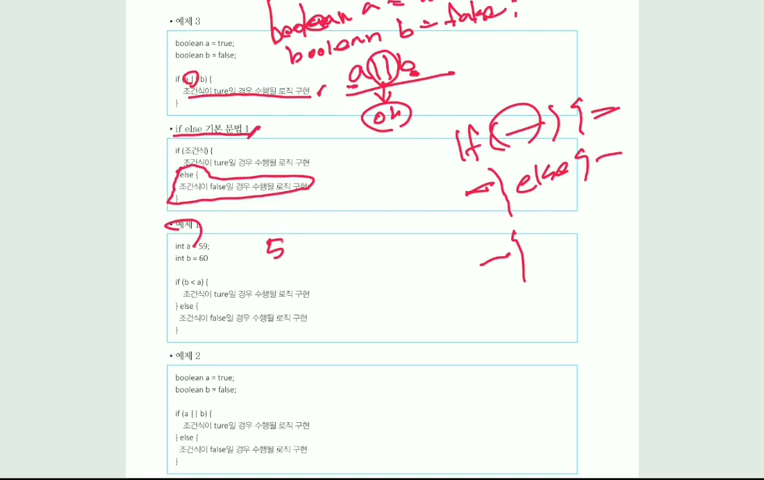 boolean a =
boolean b = false;
• 예제 3
boolean a = true;
boolean b = false;
if (a || b) {
조건식이 ture일 경우 수행될 로직 구현
}
a || b
or
• if else 기본 문법 1
if (조건식) {
조건식이 ture일 경우 수행될 로직 구현
else {
조건식이 false일 경우 수행될 로직 구현
}
if ( ) {
} else {
}
• 예제 1
int a = 59;
int b = 60
5
if (b < a) {
조건식이 ture일 경우 수행될 로직 구현
} else {
조건식이 false일 경우 수행될 로직 구현
}
• 예제 2
boolean a = true;
boolean b = false;
if (a || b) {
조건식이 ture일 경우 수행될 로직 구현
} else {
조건식이 false일 경우 수행될 로직 구현
}